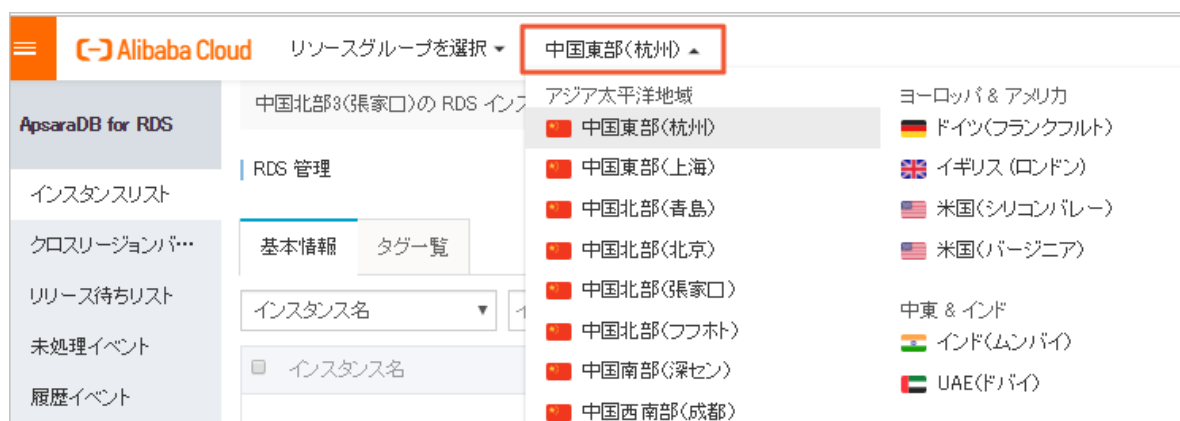 Alibaba Cloud リソースグループを選択 中国東部(杭州)
ApsaraDB for RDS
インスタンスリスト
クロスリージョンバ…
リリース待ちリスト
未処理イベント
履歴イベント
中国北部3(張家口)の RDS インス
RDS 管理
基本情報 タグ一覧
インスタンス名
インスタンス名
アジア太平洋地域
中国東部(杭州)
中国東部(上海)
中国北部(青島)
中国北部(北京)
中国北部(張家口)
中国北部(フフホト)
中国南部(深セン)
中国西南部(成都)
ヨーロッパ & アメリカ
ドイツ(フランクフルト)
イギリス (ロンドン)
米国(シリコンバレー)
米国(バージニア)
中東 & インド
インド(ムンバイ)
UAE(ドバイ)